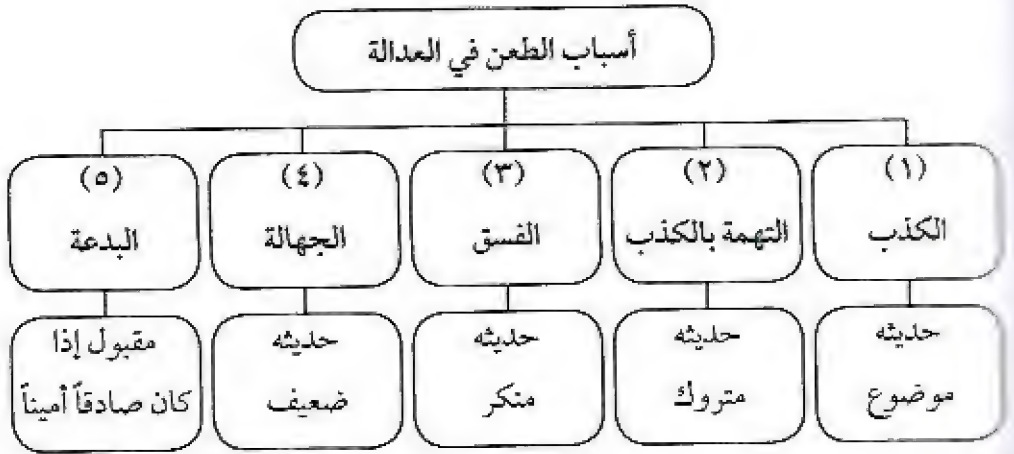 أسباب الطعن في العدالة
(١)
الكذب
(٢)
التهمة بالكذب
(٣)
الفسق
(٤)
الجهالة
(٥)
البدعة
حديثه
موضوع
حديثه
متروك
حديثه
منكر
حديثه
ضعيف
مقبول إذا
كان صادقاً أميناً